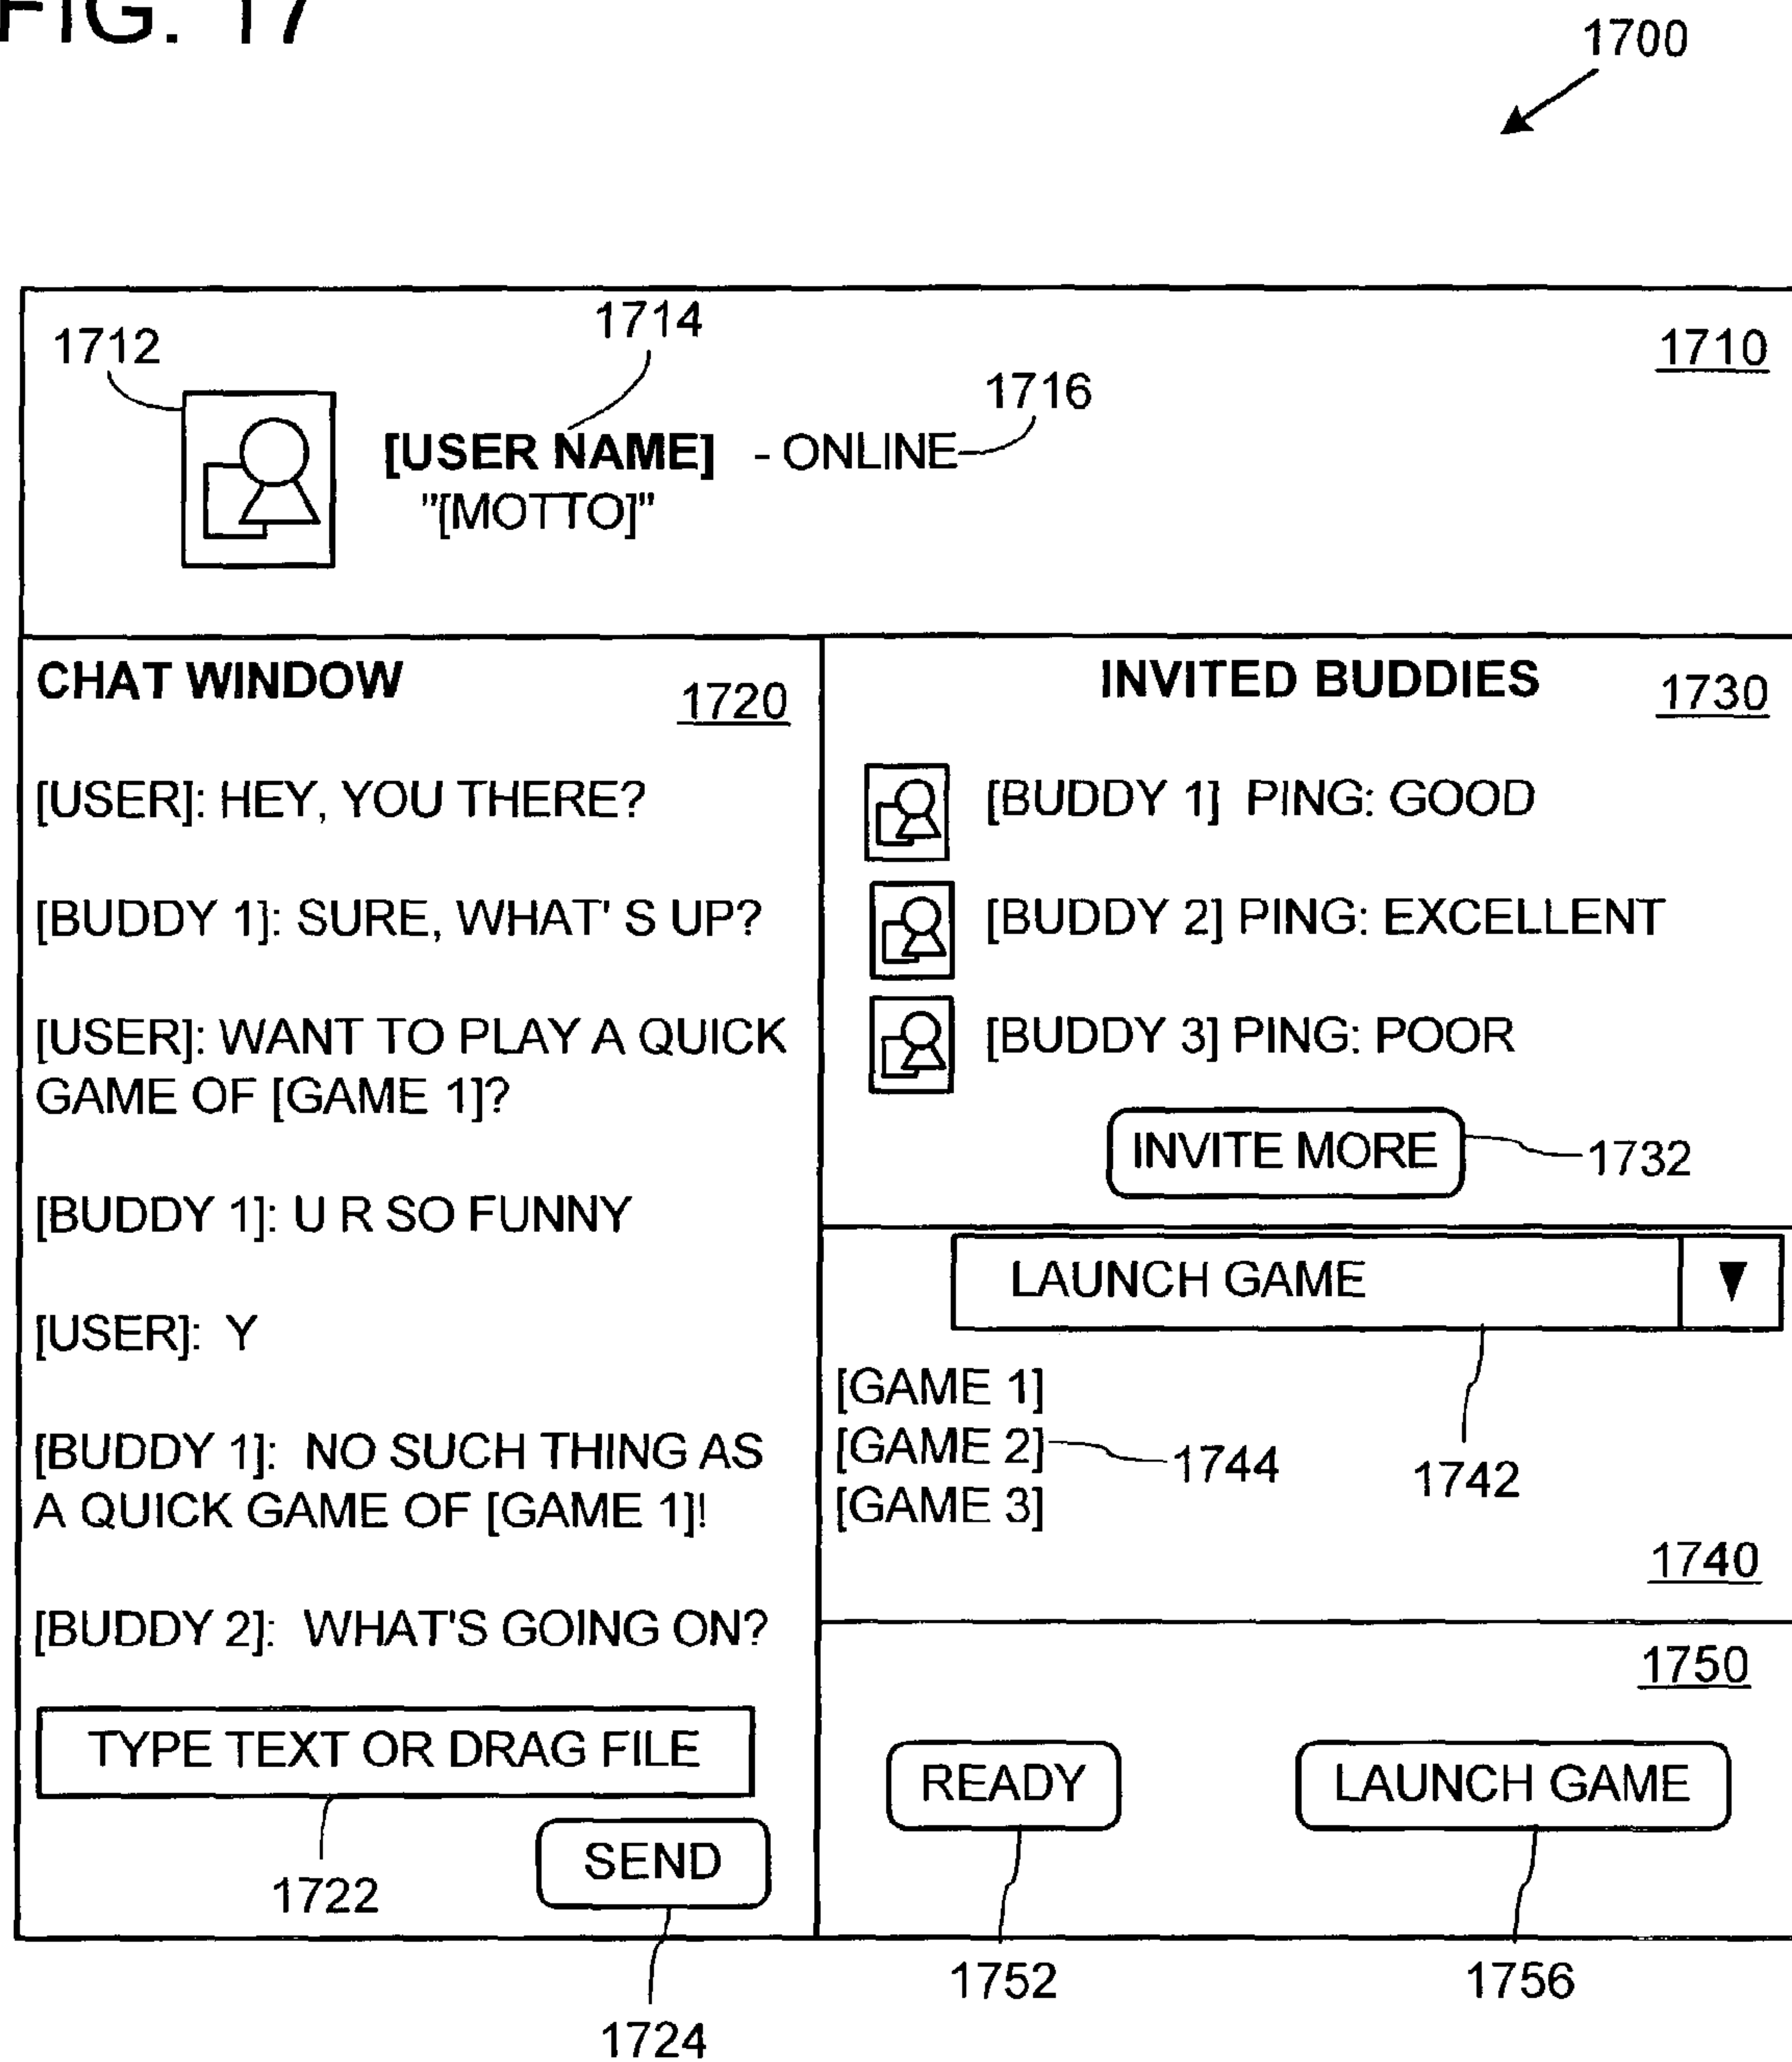 FIG. 17
1700
1712
1714
1716
1710
[USER NAME] - ONLINE
"[MOTTO]"
CHAT WINDOW
1720
[USER]: HEY, YOU THERE?
[BUDDY 1]: SURE, WHAT' S UP?
[USER]: WANT TO PLAY A QUICK
GAME OF [GAME 1]?
[BUDDY 1]: U R SO FUNNY
[USER]: Y
[BUDDY 1]: NO SUCH THING AS
A QUICK GAME OF [GAME 1]!
[BUDDY 2]: WHAT'S GOING ON?
TYPE TEXT OR DRAG FILE
1722
SEND
1724
INVITED BUDDIES
1730
[BUDDY 1] PING: GOOD
[BUDDY 2] PING: EXCELLENT
[BUDDY 3] PING: POOR
INVITE MORE
1732
LAUNCH GAME
1742
[GAME 1]
[GAME 2]
1744
[GAME 3]
1740
1750
READY
LAUNCH GAME
1752
1756